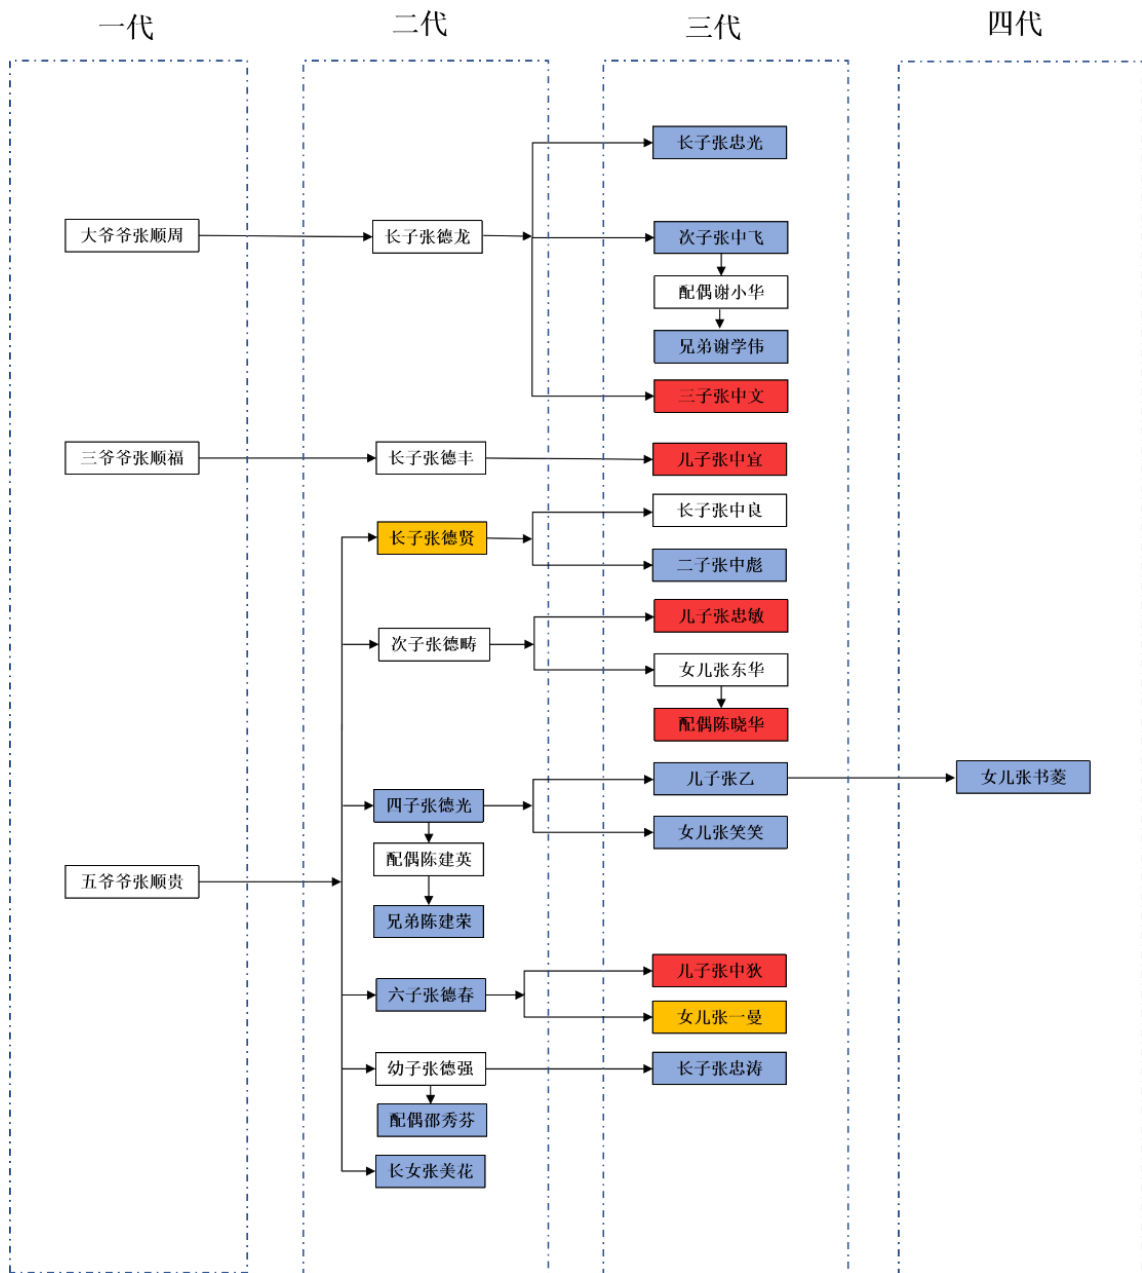 一代
二代
三代
四代
长子张忠光
大爷爷张顺周
长子张德龙
次子张中飞
配偶谢小华
兄弟谢学伟
三子张中文
三爷爷张顺福
长子张德丰
儿子张中宜
长子张德贤
长子张中良
二子张中彪
次子张德畴
儿子张忠敏
女儿张东华
配偶陈晓华
四子张德光
儿子张乙
女儿张书菱
女儿张笑笑
配偶陈建英
五爷爷张顺贵
兄弟陈建荣
六子张德春
儿子张中狄
女儿张一曼
幼子张德强
长子张忠涛
配偶邵秀芬
长女张美花